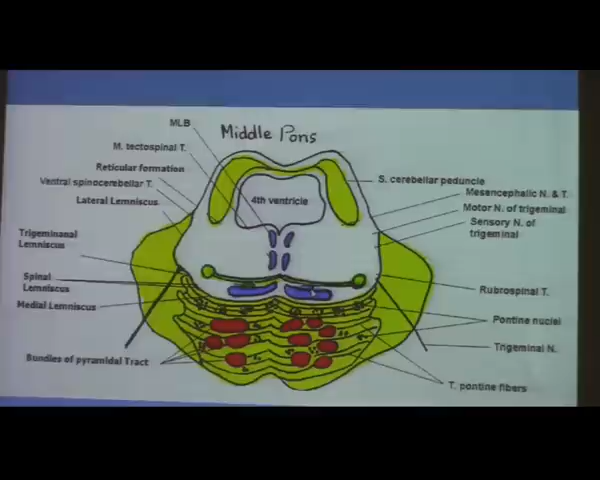 Middle Pons
MLB
M. tectospinal T.
Reticular formation
Ventral spinocerebellar T.
Lateral Lemniscus
Trigeminanal
Lemniscus
Spinal
Lemniscus
Medial Lemniscus
Bundles of pyramidal Tract
4th ventricle
S. cerebellar peduncle
Mesencephalic N. & T.
Motor N. of trigeminal
Sensory N. of
trigeminal
Rubrospinal T.
Pontine nuclei
Trigeminal N.
T. pontine fibers